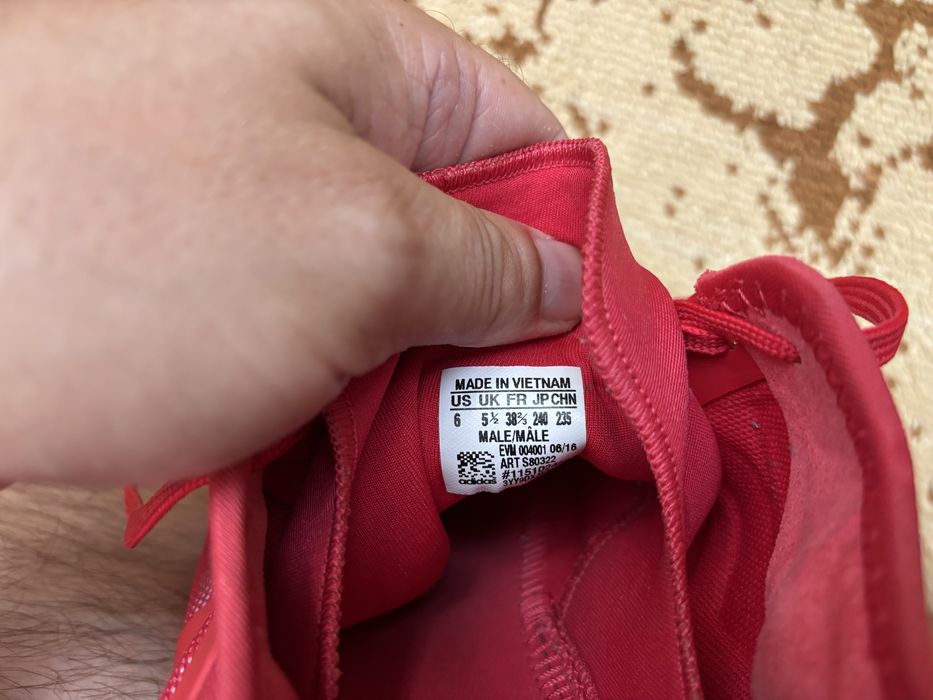 MADE IN VIETNAM
US UK FR JP CHN
6 5½ 38⅔ 240 235
MALE/MÂLE
EVN 004001 06/16
ART S80322
adidas